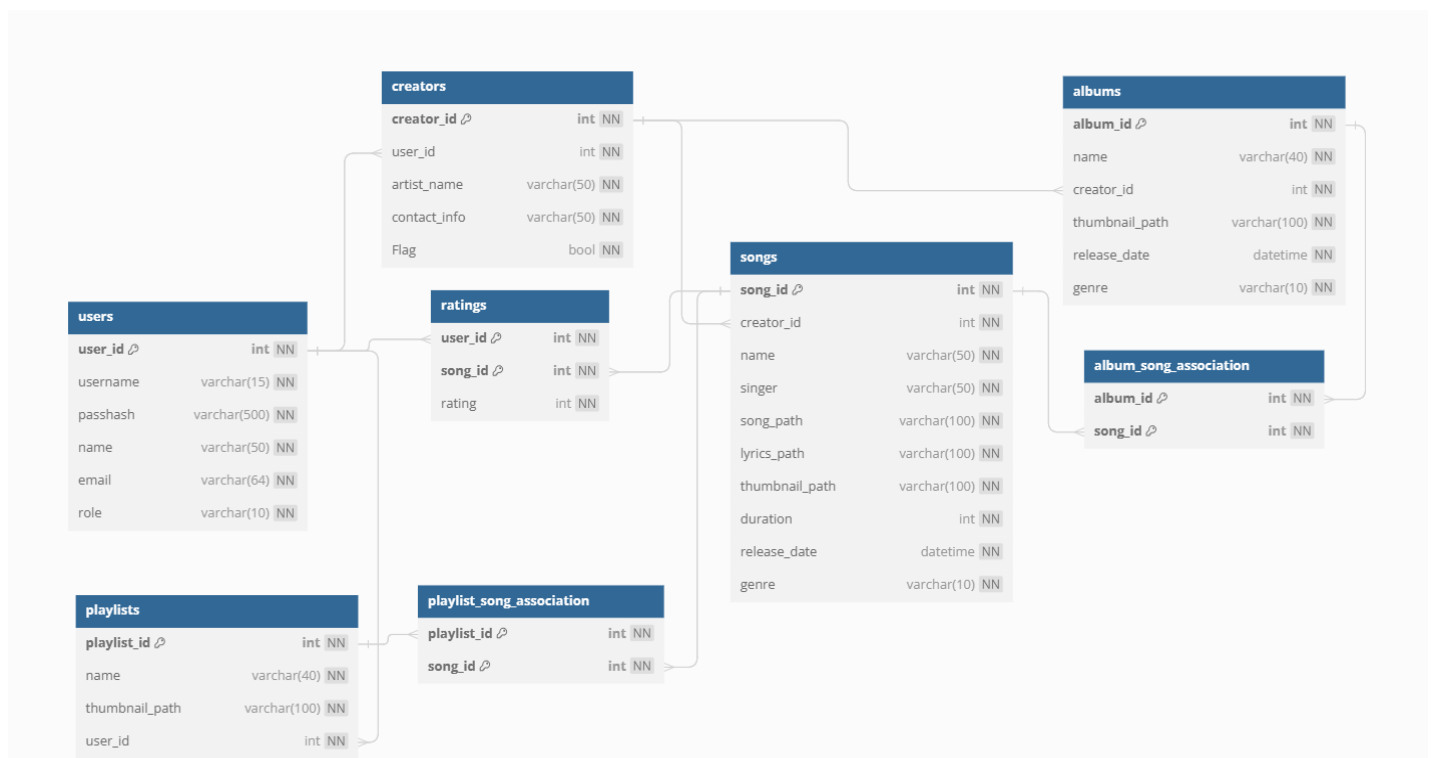 creators
creator_id int NN
user_id int NN
artist_name varchar(50) NN
contact_info varchar(50) NN
Flag bool NN
albums
album_id int NN
name varchar(40) NN
creator_id int NN
thumbnail_path varchar(100) NN
release_date datetime NN
genre varchar(10) NN
songs
song_id int NN
creator_id int NN
name varchar(50) NN
singer varchar(50) NN
song_path varchar(100) NN
lyrics_path varchar(100) NN
thumbnail_path varchar(100) NN
duration int NN
release_date datetime NN
genre varchar(10) NN
ratings
user_id int NN
song_id int NN
rating int NN
users
user_id int NN
username varchar(15) NN
passhash varchar(500) NN
name varchar(50) NN
email varchar(64) NN
role varchar(10) NN
album_song_association
album_id int NN
song_id int NN
playlist_song_association
playlist_id int NN
song_id int NN
playlists
playlist_id int NN
name varchar(40) NN
thumbnail_path varchar(100) NN
user_id int NN